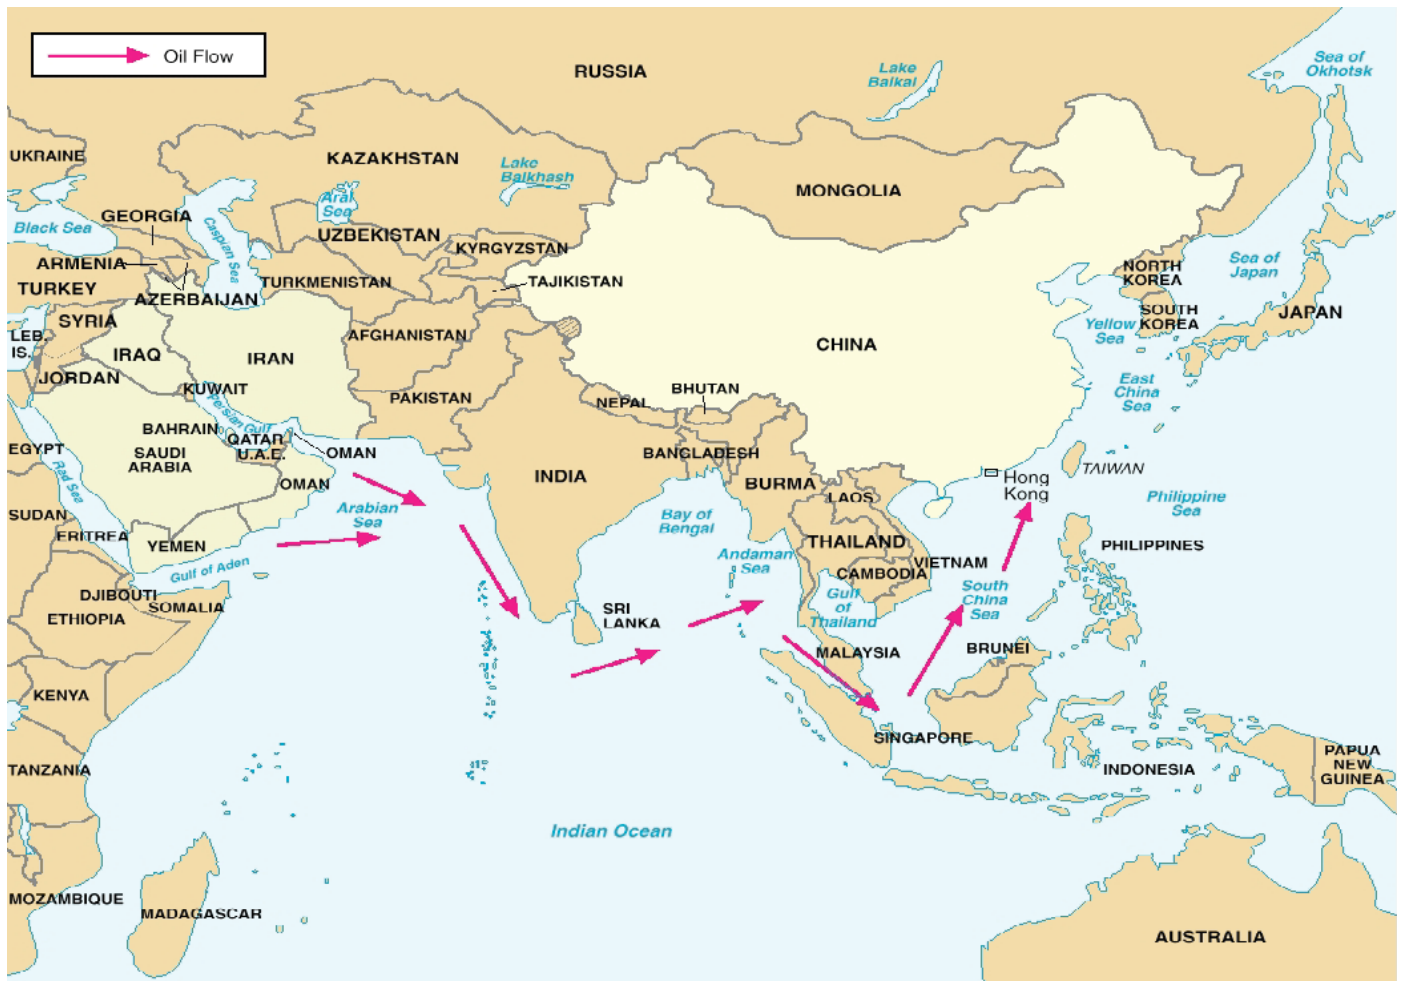 Oil Flow
RUSSIA
Lake
Baikal
Sea of
Okhotsk
UKRAINE
KAZAKHSTAN
Lake
Balkhash
MONGOLIA
Aral
Sea
GEORGIA
Black Sea
Caspian Sea
UZBEKISTAN
KYRGYZSTAN
ARMENIA
TURKEY
AZERBAIJAN
TURKMENISTAN
TAJIKISTAN
NORTH
KOREA
Sea of
Japan
SYRIA
LEB.
IS.
IRAQ
IRAN
AFGHANISTAN
CHINA
SOUTH
KOREA
Yellow
Sea
JAPAN
JORDAN
KUWAIT
Persian Gulf
PAKISTAN
NEPAL
BHUTAN
East
China
Sea
EGYPT
BAHRAIN
QATAR
U.A.E.
OMAN
SAUDI
ARABIA
OMAN
Red Sea
INDIA
BANGLADESH
BURMA
LAOS
Hong
Kong
TAIWAN
Philippine
Sea
SUDAN
ERITREA
YEMEN
Arabian
Sea
Bay of
Bengal
Andaman
Sea
THAILAND
CAMBODIA
VIETNAM
PHILIPPINES
Gulf of Aden
DJIBOUTI
SOMALIA
ETHIOPIA
SRI
LANKA
Gulf
of
Thailand
South
China
Sea
MALAYSIA
BRUNEI
KENYA
SINGAPORE
TANZANIA
INDONESIA
PAPUA
NEW
GUINEA
Indian Ocean
MOZAMBIQUE
MADAGASCAR
AUSTRALIA